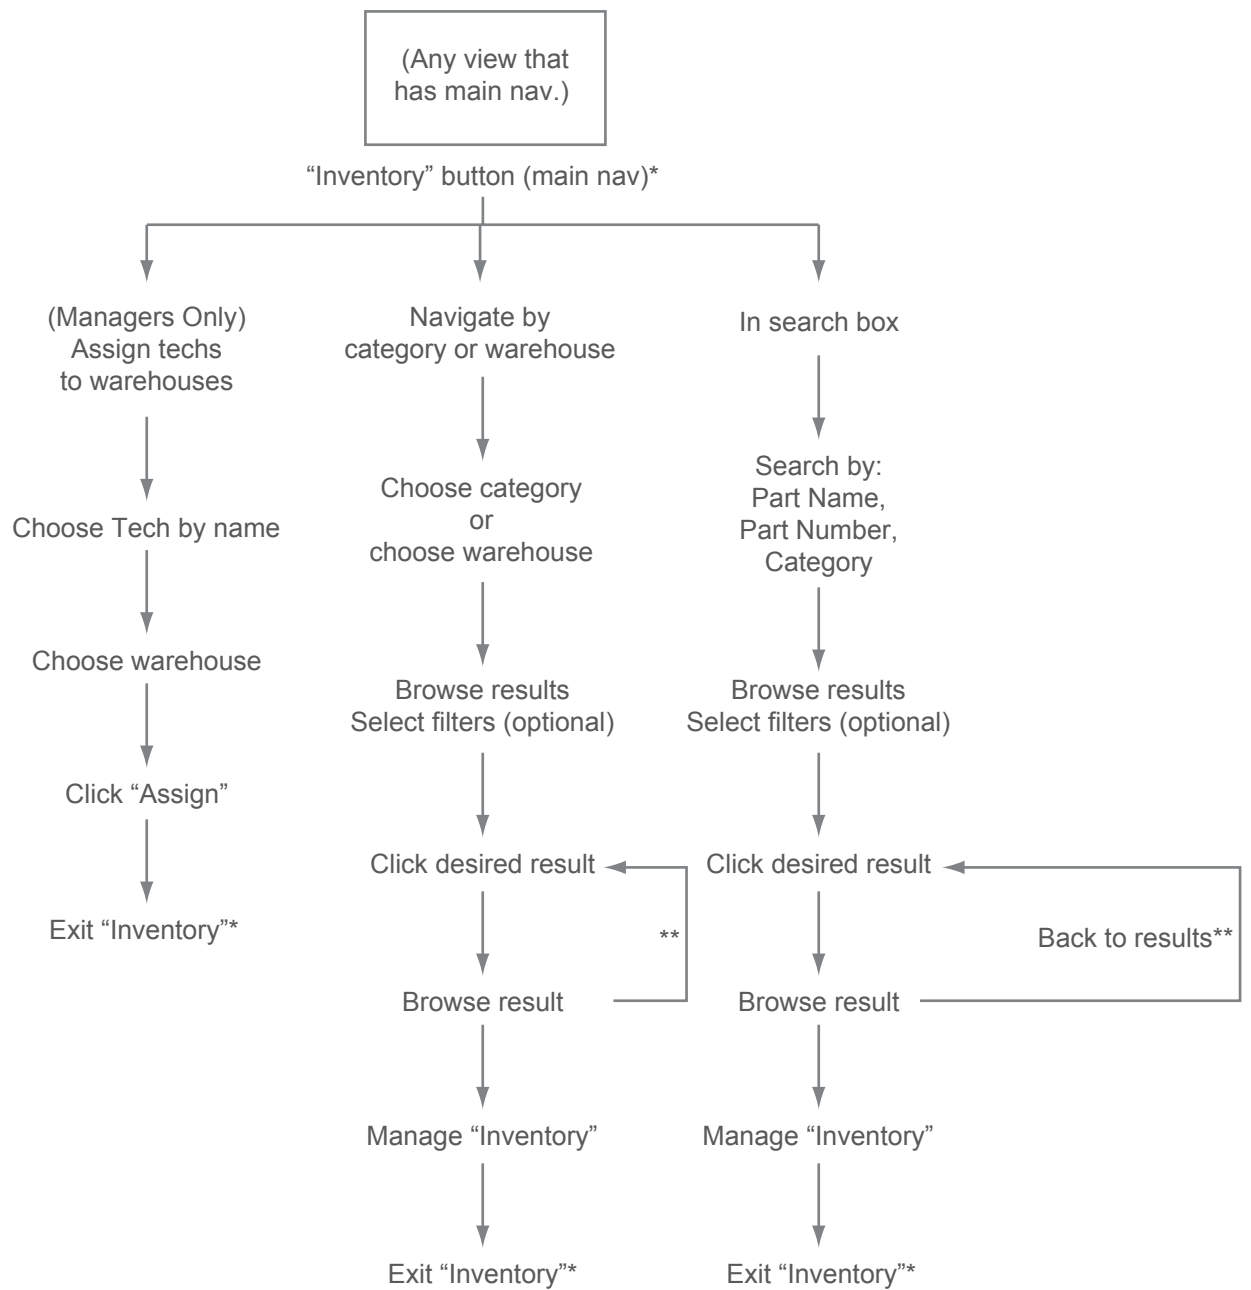 (Any view that
has main nav.)
“Inventory” button (main nav)*
(Managers Only)
Assign techs
to warehouses
Choose Tech by name
Choose warehouse
Click “Assign”
Exit “Inventory”*
Navigate by
category or warehouse
Choose category
or
choose warehouse
Browse results
Select filters (optional)
Click desired result
**
Browse result
Manage “Inventory”
Exit “Inventory”*
In search box
Search by:
Part Name,
Part Number,
Category
Browse results
Select filters (optional)
Click desired result
Back to results**
Browse result
Manage “Inventory”
Exit “Inventory”*